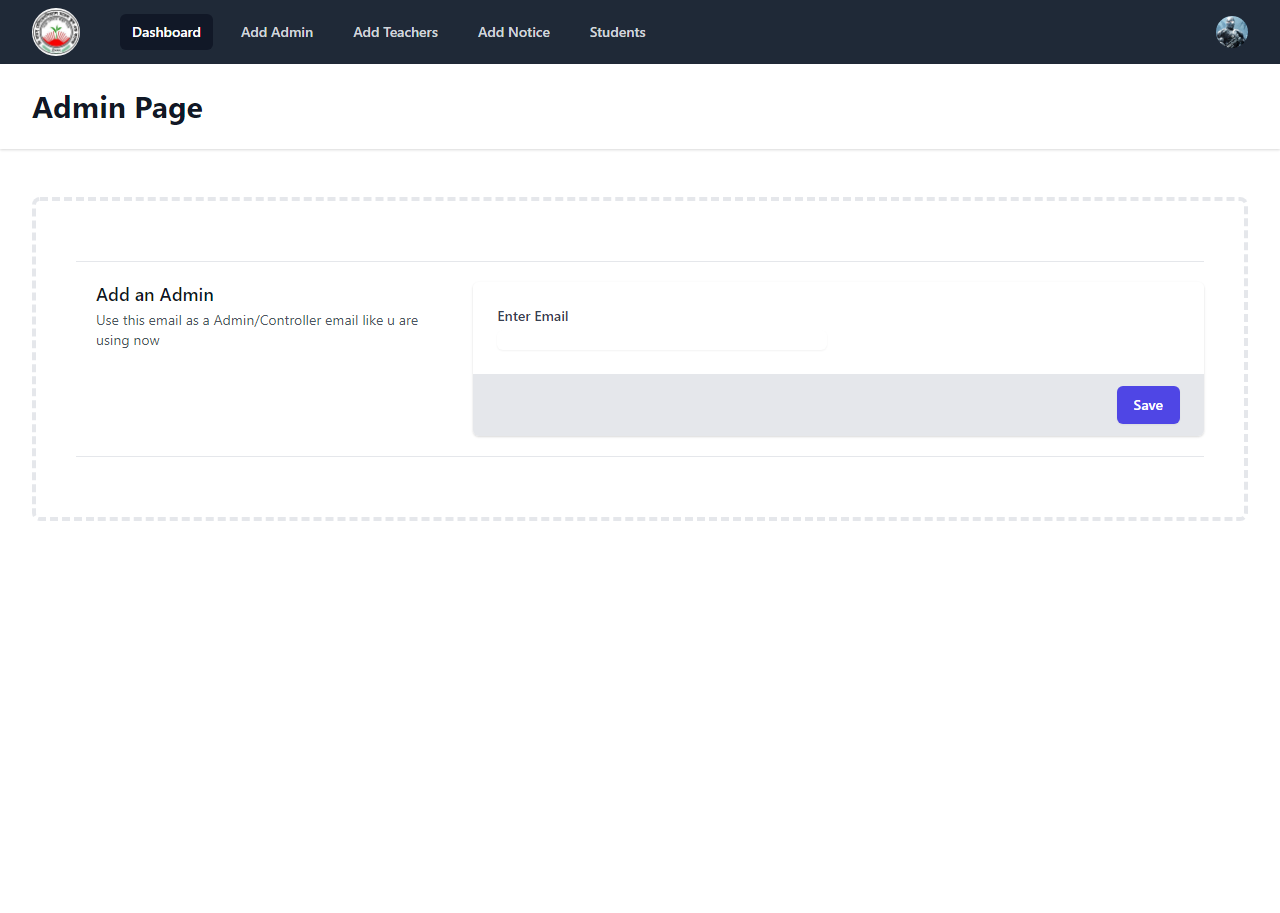 Dashboard
Add Admin
Add Teachers
Add Notice
Students
Admin Page
Add an Admin
Use this email as a Admin/Controller email like u are
using now
Enter Email
Save